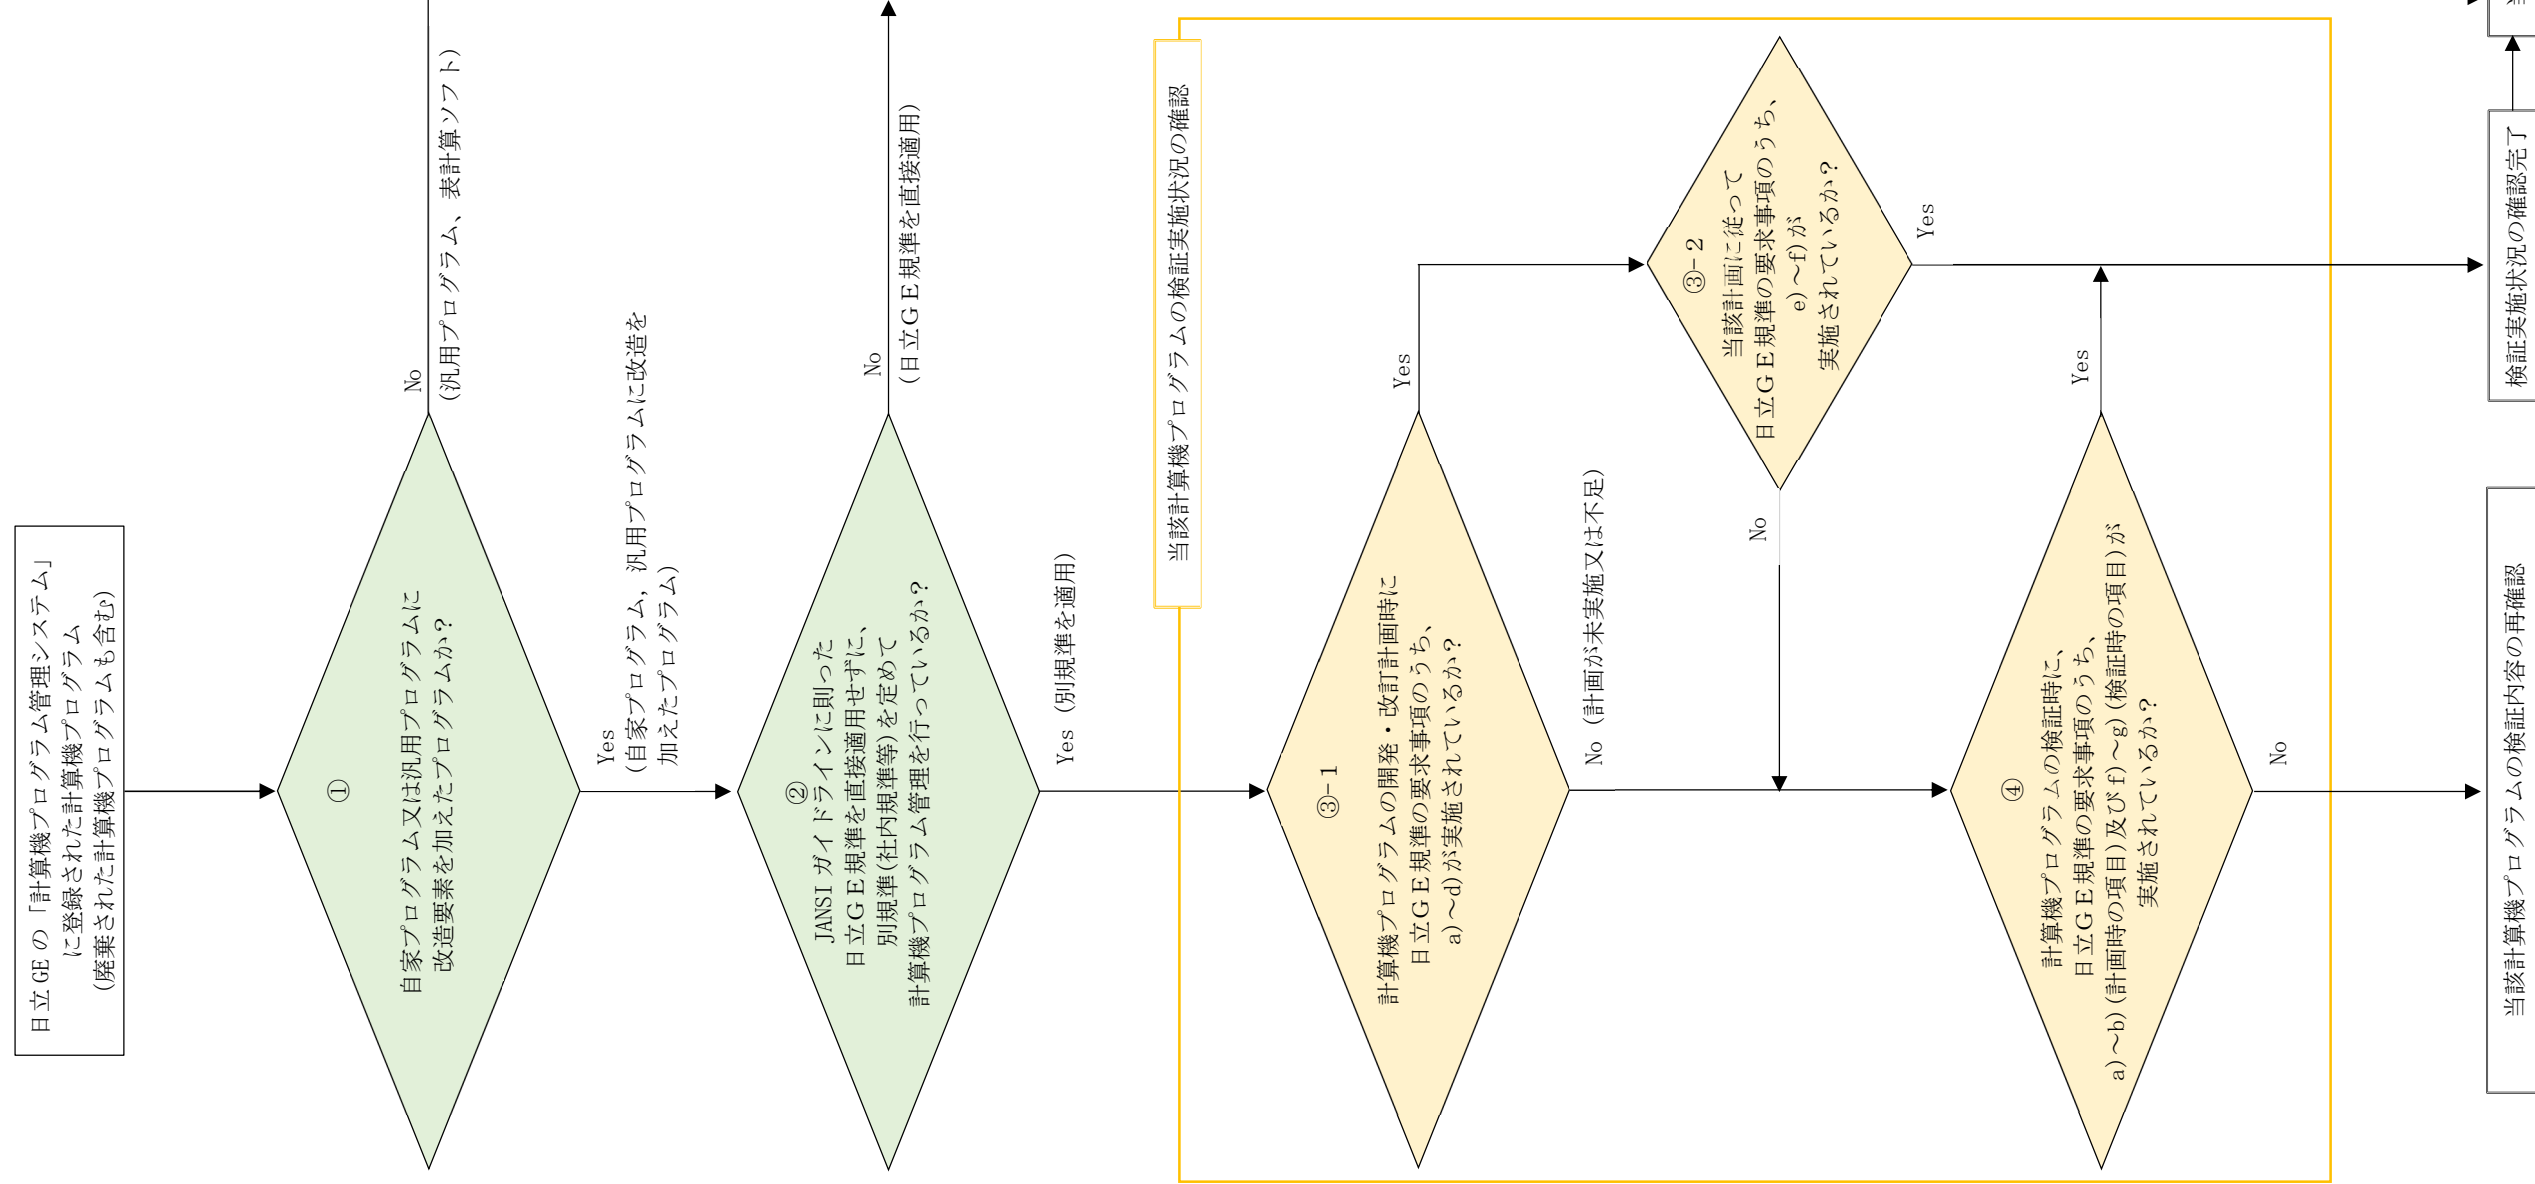 日立 GE の「計算機プログラム管理システム」
に登録された計算機プログラム
(廃棄された計算機プログラムも含む)
①
自家プログラム又は汎用プログラムに
改造要素を加えたプログラムか?
No
(汎用プログラム、表計算ソフト)
Yes
(自家プログラム, 汎用プログラムに改造を
加えたプログラム)
②
JANSI ガイドラインに則った
日立ＧＥ規準を直接適用せずに、
別規準(社内規準等)を定めて
計算機プログラム管理を行っているか?
No
(日立ＧＥ規準を直接適用)
Yes (別規準を適用)
当該計算機プログラムの検証実施状況の確認
③-1
計算機プログラムの開発・改訂計画時に
日立ＧＥ規準の要求事項のうち、
a)～d)が実施されているか?
Yes
No (計画が未実施又は不足)
③-2
当該計画に従って
日立ＧＥ規準の要求事項のうち、
e)～f)が
実施されているか?
No
Yes
④
計算機プログラムの検証時に、
日立ＧＥ規準の要求事項のうち、
a)～b)(計画時の項目)及び f)～g)(検証時の項目)が
実施されているか?
Yes
No
検証実施状況の確認完了
当該計算機プログラムの検証内容の再確認